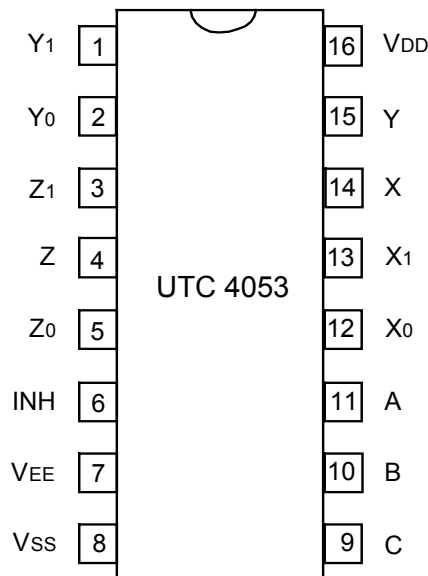 Y1 1 16 VDD
Y0 2 15 Y
Z1 3 14 X
Z 4 13 X1
UTC 4053
Z0 5 12 X0
INH 6 11 A
VEE 7 10 B
VSS 8 9 C